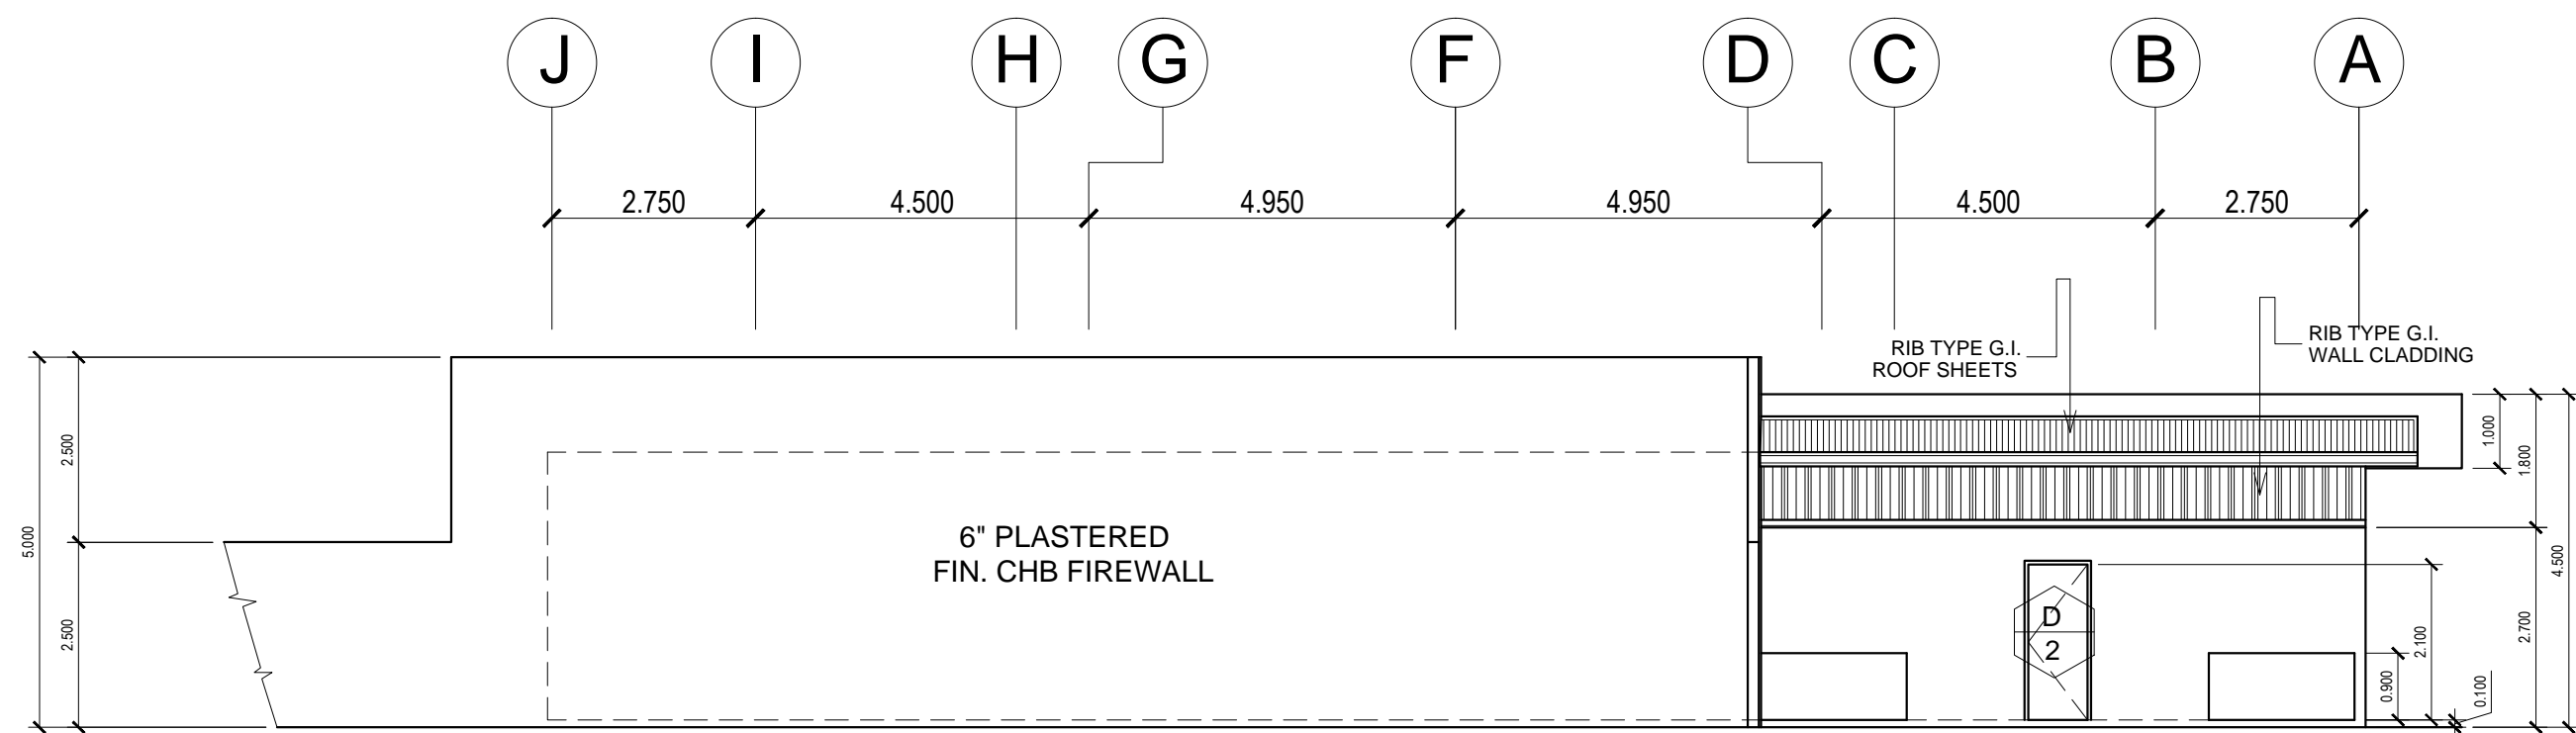 J I H G F D C B A
2.750 4.500 4.950 4.950 4.500 2.750
RIB TYPE G.I.
ROOF SHEETS
RIB TYPE G.I.
WALL CLADDING
5.000
2.500
2.500
6" PLASTERED
FIN. CHB FIREWALL
D
2
1.000
1.800
4.500
2.700
2.100
0.900
0.100